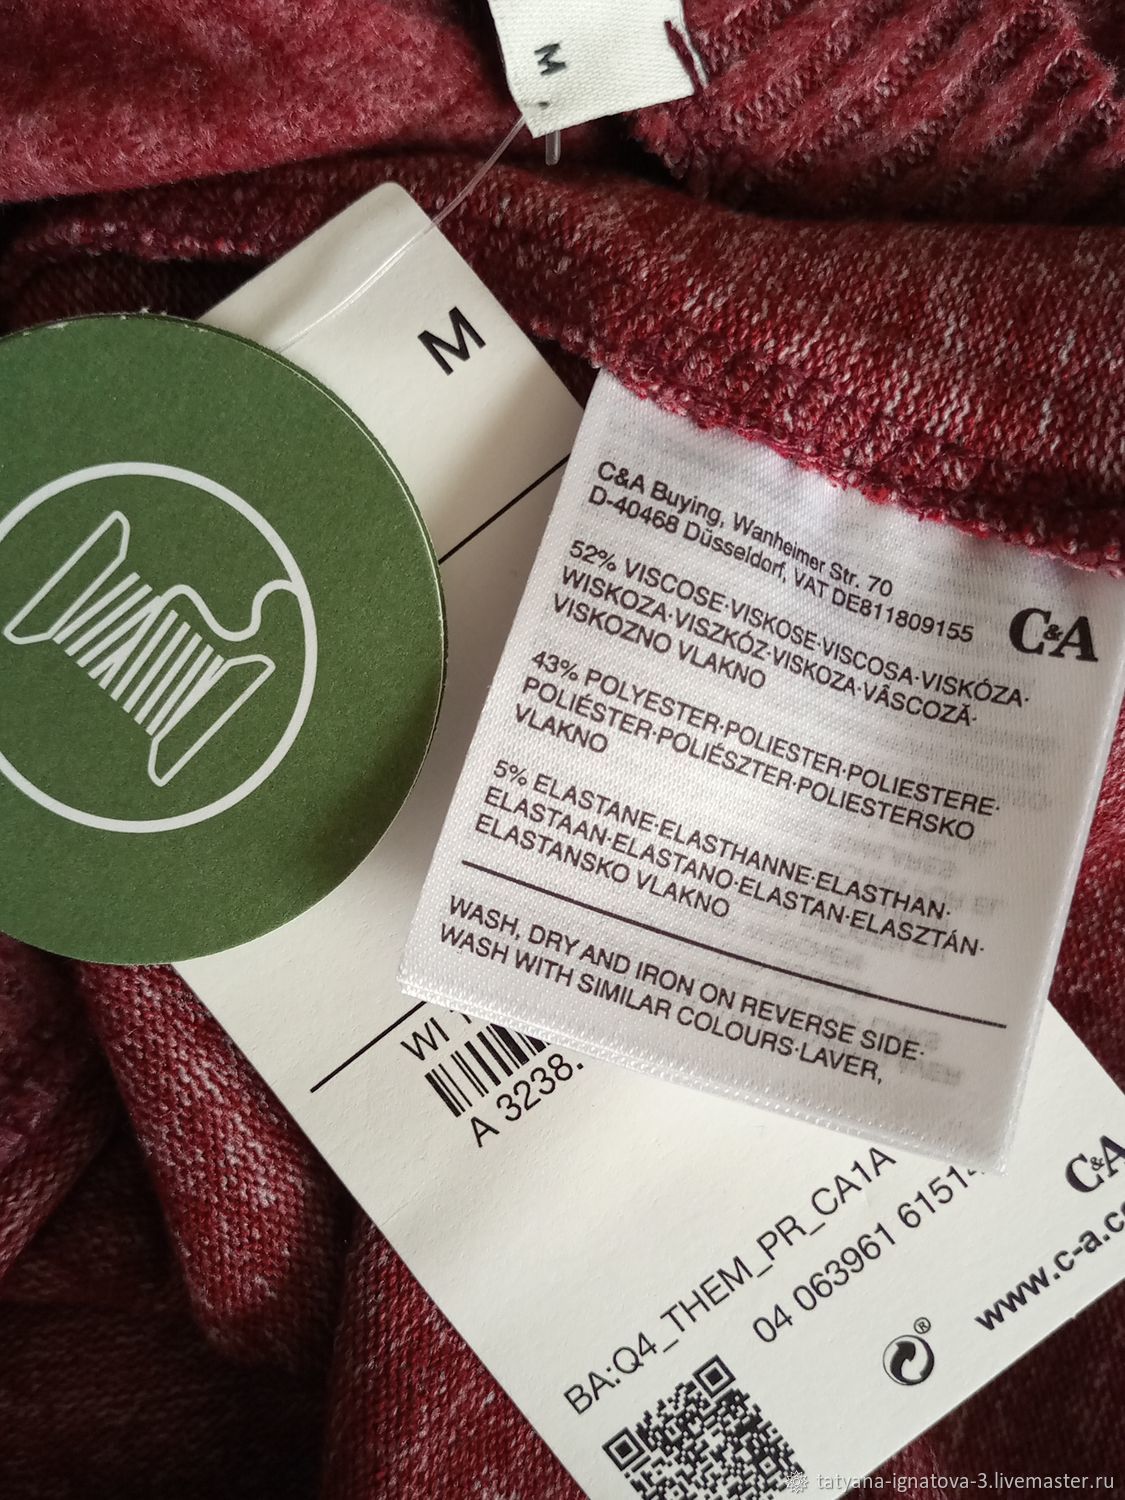 M
M
C&A Buying, Wanheimer Str. 70
D-40468 Düsseldorf, VAT DE811809155
C&A
52% VISCOSE·VISKOSE·VISCOSA·VISKÓZA·
WISKOZA·VISZKÓZ·VISKOZA·VÂSCOZĂ·
VISKOZNO VLAKNO
43% POLYESTER·POLIESTER·POLIESTERE·
POLIÉSTER·POLIÉSZTER·POLIESTERSKO
VLAKNO
5% ELASTANE·ELASTHANNE·ELASTHAN·
ELASTAAN·ELASTANO·ELASTAN·ELASZTÁN·
ELASTANSKO VLAKNO
WASH, DRY AND IRON ON REVERSE SIDE·
WASH WITH SIMILAR COLOURS·LAVER,
WI
A 3238.
BA:Q4_THEM_PR_CA1A
04 063961 61514
C&A
www.c-a.c
®
tatyana-ignatova-3.livemaster.ru